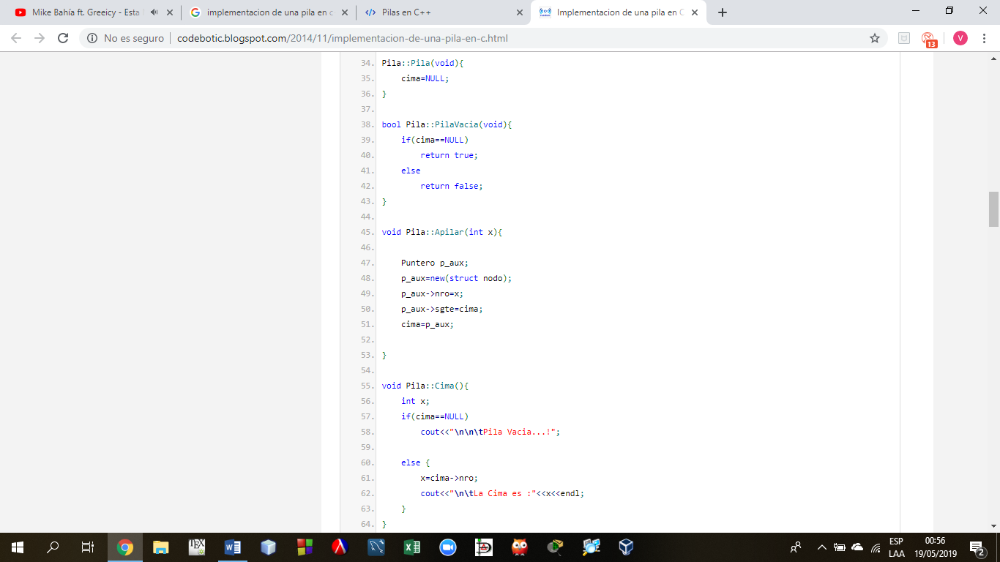 Mike Bahía ft. Greeicy - Esta
implementacion de una pila en c
Pilas en C++
Implementacion de una pila en C
No es seguro
codebotic.blogspot.com/2014/11/implementacion-de-una-pila-en-c.html
13
V
34. Pila::Pila(void){
35. cima=NULL;
36. }
37.
38. bool Pila::PilaVacia(void){
39. if(cima==NULL)
40. return true;
41. else
42. return false;
43. }
44.
45. void Pila::Apilar(int x){
46.
47. Puntero p_aux;
48. p_aux=new(struct nodo);
49. p_aux->nro=x;
50. p_aux->sgte=cima;
51. cima=p_aux;
52.
53. }
54.
55. void Pila::Cima(){
56. int x;
57. if(cima==NULL)
58. cout<<"\n\n\tPila Vacia...!";
59.
60. else {
61. x=cima->nro;
62. cout<<"\n\tLa Cima es :"<<x<<endl;
63. }
64. }
ESP
LAA
00:56
19/05/2019
2